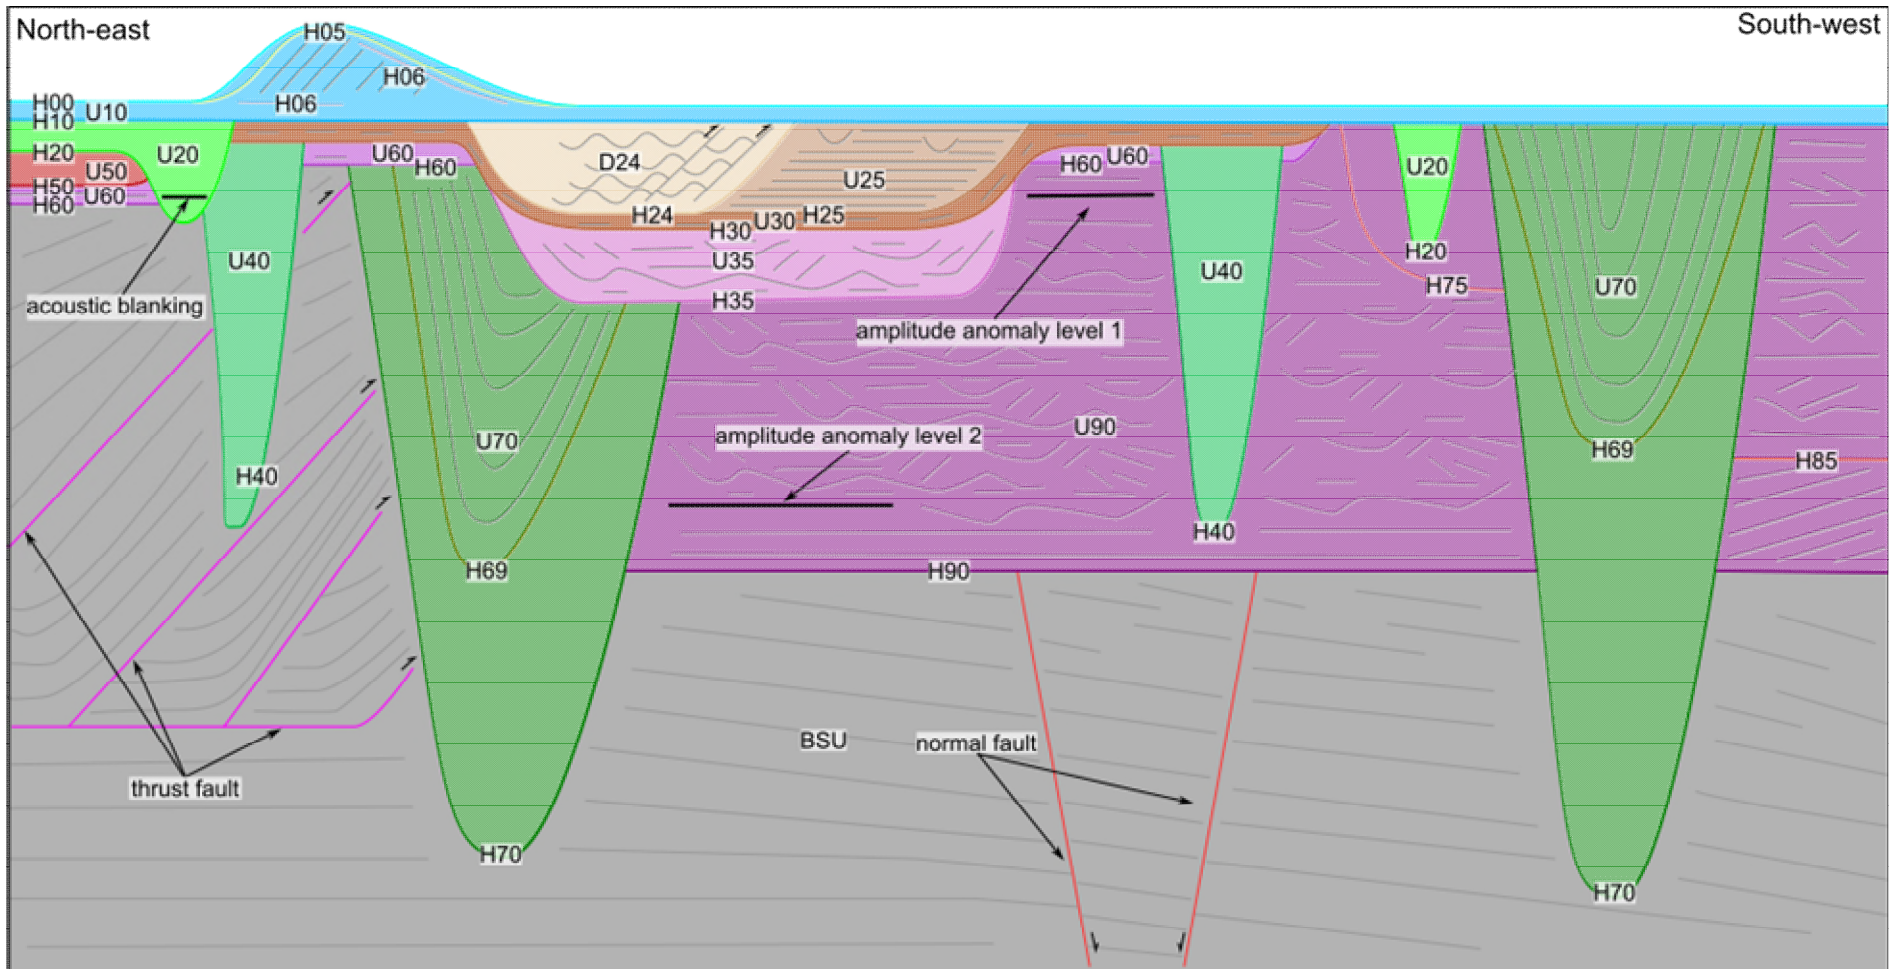 North-east
South-west
H05
H06
H06
H00
U10
H10
H20
U20
U50
H50
U60
H60
U60
H60
D24
U25
H24
U30
H25
H30
U35
H35
H60
U60
U20
H20
H75
U40
U40
U70
acoustic blanking
amplitude anomaly level 1
amplitude anomaly level 2
U90
U70
H69
H85
H40
H40
H69
H90
BSU
normal fault
thrust fault
H70
H70